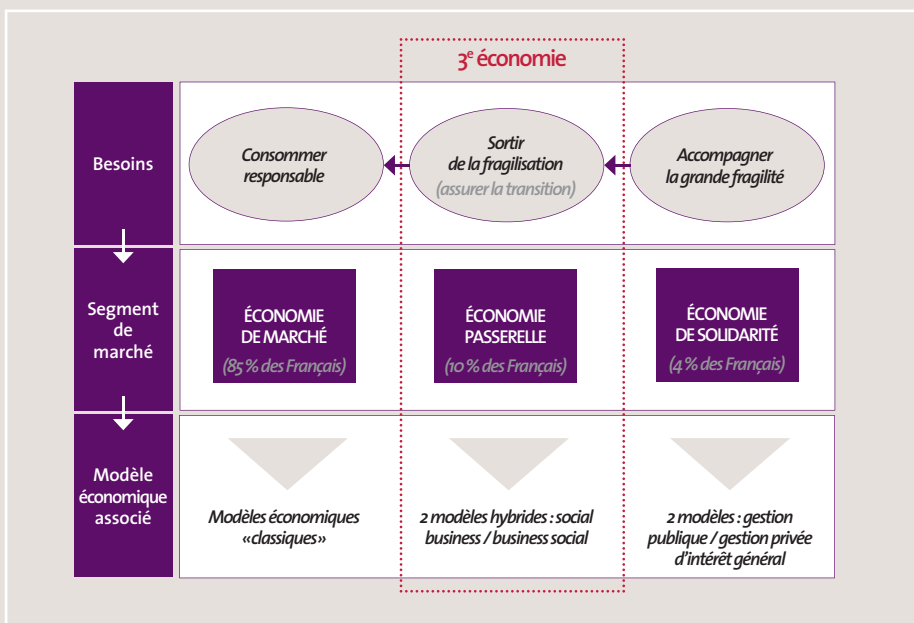 3e économie
Besoins
Consommer
responsable
Sortir
de la fragilisation
(assurer la transition)
Accompagner
la grande fragilité
Segment
de
marché
ÉCONOMIE
DE MARCHÉ
(85 % des Français)
ÉCONOMIE
PASSERELLE
(10 % des Français)
ÉCONOMIE
DE SOLIDARITÉ
(4 % des Français)
Modèle
économique
associé
Modèles économiques
«classiques»
2 modèles hybrides : social
business / business social
2 modèles : gestion
publique / gestion privée
d'intérêt général